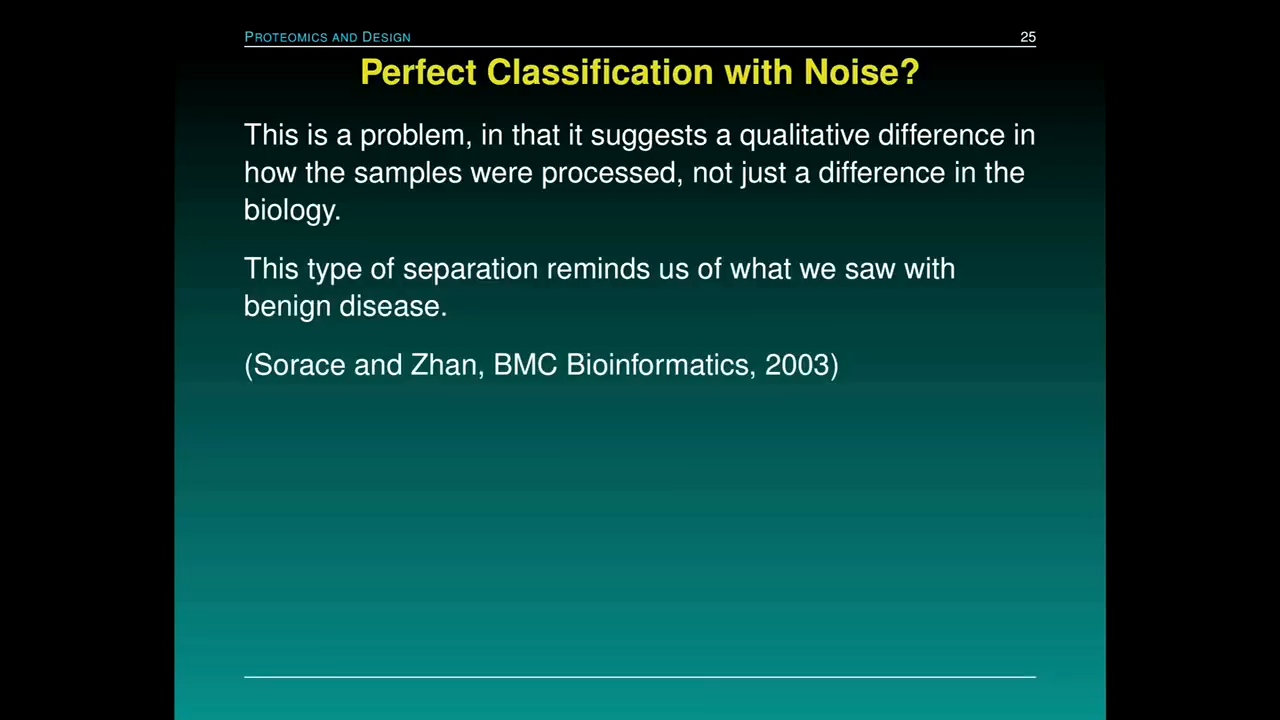 PROTEOMICS AND DESIGN 25
Perfect Classification with Noise?
This is a problem, in that it suggests a qualitative difference in
how the samples were processed, not just a difference in the
biology.
This type of separation reminds us of what we saw with
benign disease.
(Sorace and Zhan, BMC Bioinformatics, 2003)